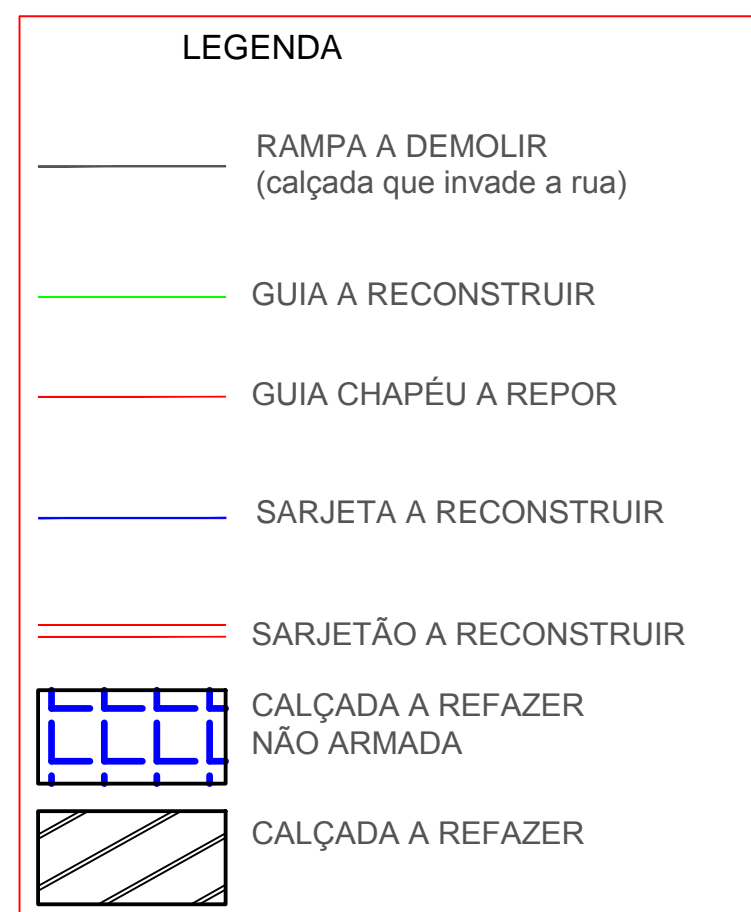 LEGENDA
RAMPA A DEMOLIR
(calçada que invade a rua)
GUIA A RECONSTRUIR
GUIA CHAPÉU A REPOR
SARJETA A RECONSTRUIR
SARJETÃO A RECONSTRUIR
CALÇADA A REFAZER
NÃO ARMADA
CALÇADA A REFAZER